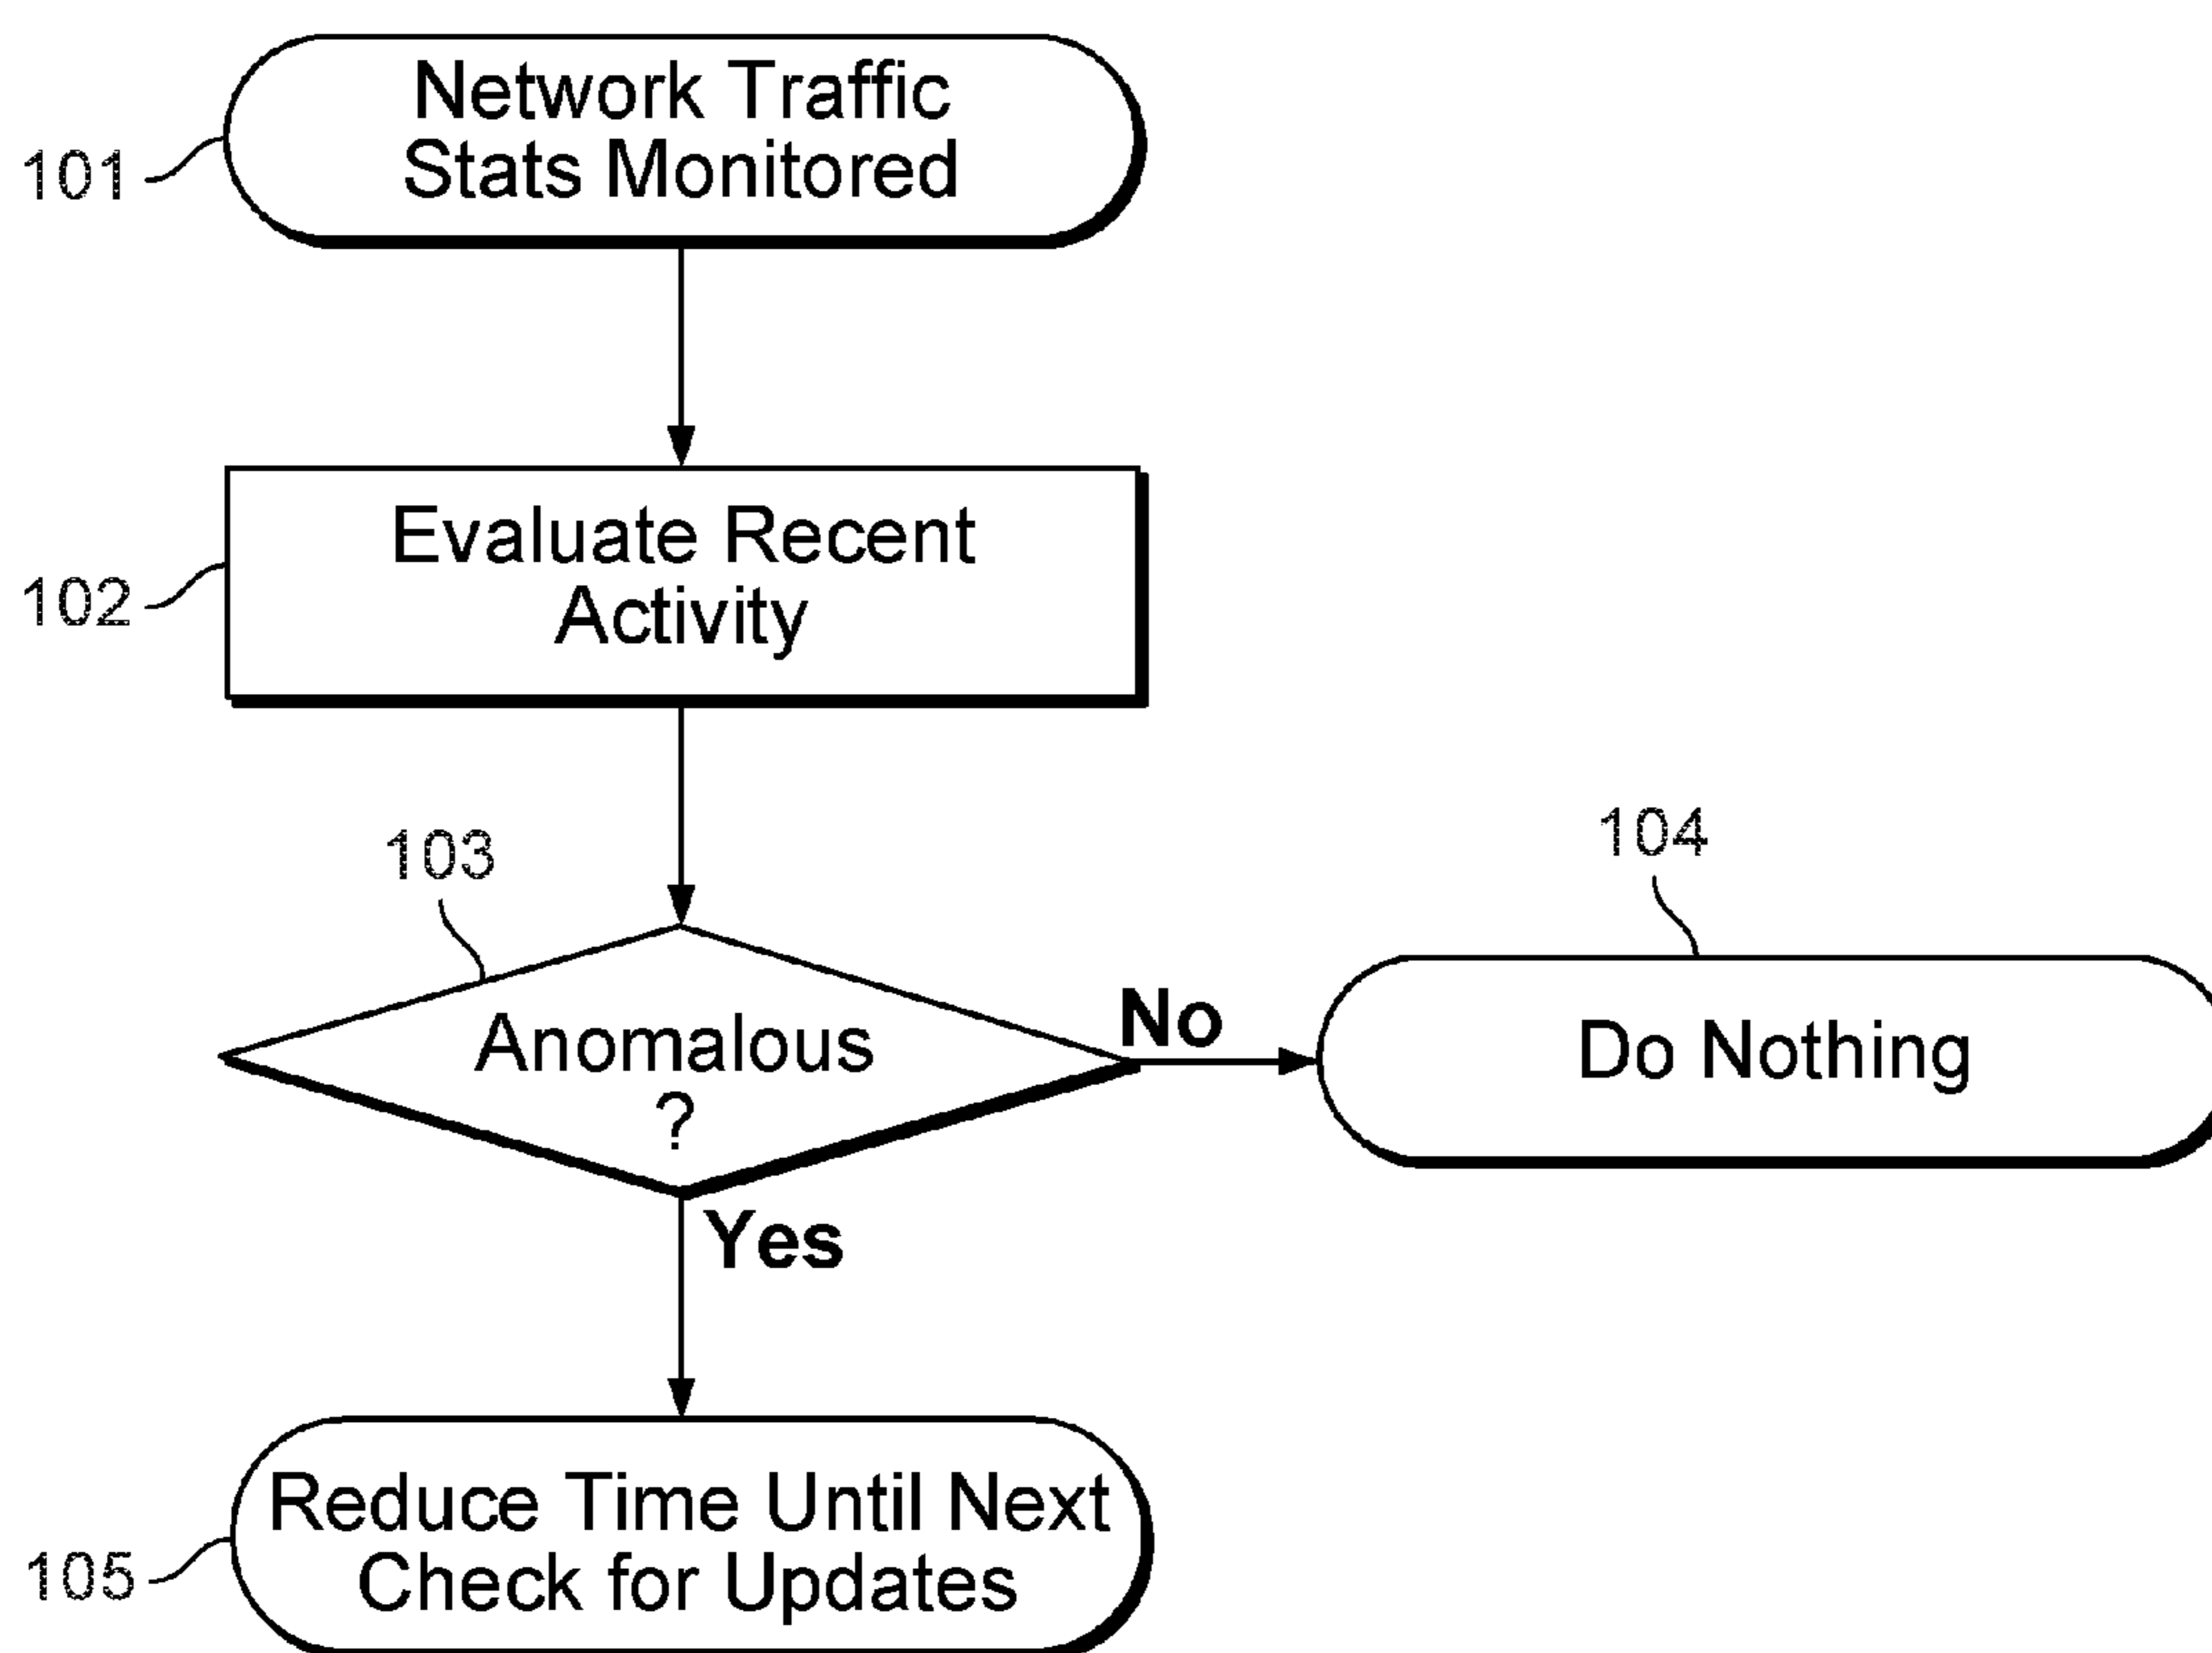 Network Traffic
Stats Monitored
101
Evaluate Recent
Activity
102
103
Anomalous
?
No
104
Do Nothing
Yes
Reduce Time Until Next
Check for Updates
105